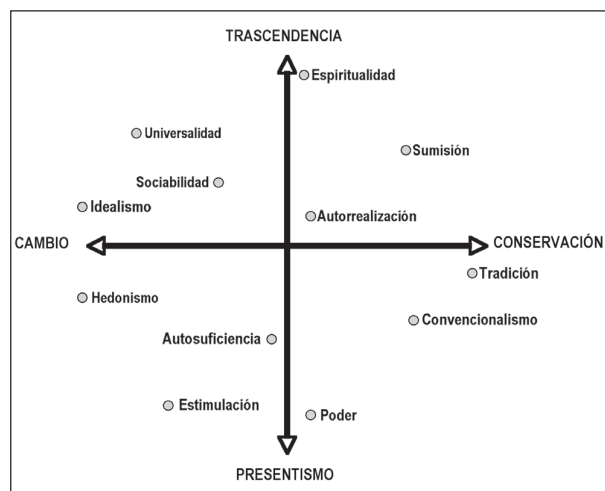 TRASCENDENCIA
Espiritualidad
Universalidad
Sumisión
Sociabilidad
Idealismo
Autorrealización
CAMBIO
CONSERVACIÓN
Tradición
Hedonismo
Convencionalismo
Autosuficiencia
Estimulación
Poder
PRESENTISMO